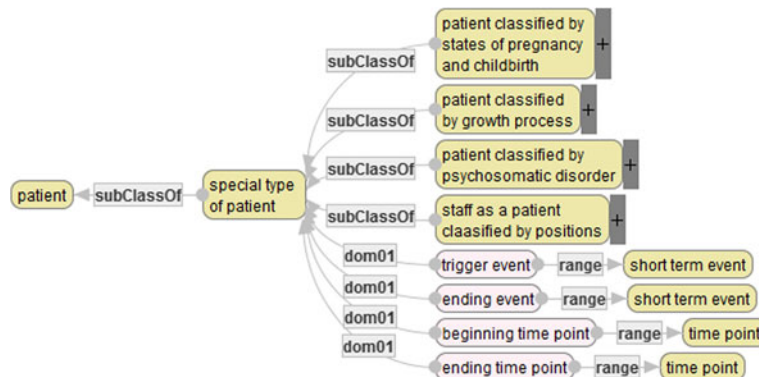 patient classified by
states of pregnancy
and childbirth
+
subClassOf
patient classified
by growth process
+
subClassOf
patient classified by
psychosomatic disorder
+
subClassOf
patient
subClassOf
special type
of patient
staff as a patient
claasified by positions
+
subClassOf
dom01
trigger event
range
short term event
dom01
ending event
range
short term event
dom01
beginning time point
range
time point
dom01
ending time point
range
time point